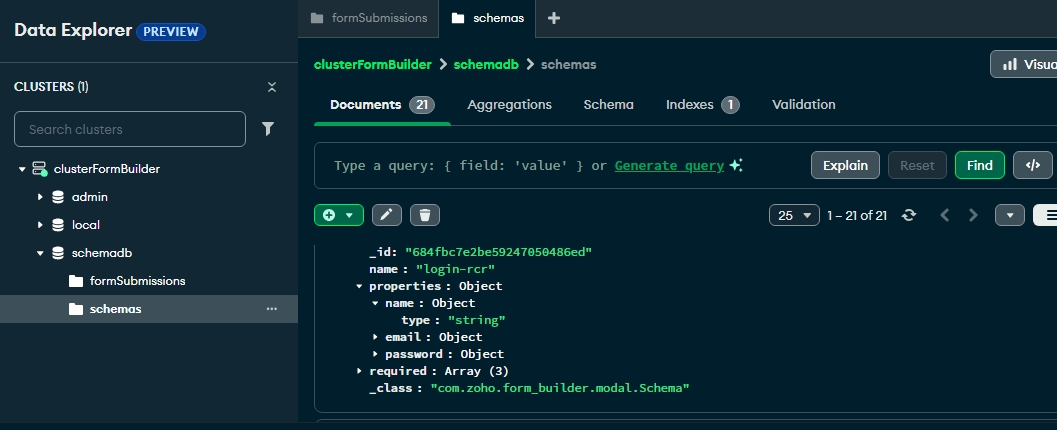 Data Explorer PREVIEW
CLUSTERS (1)
Search clusters
clusterFormBuilder
admin
local
schemadb
formSubmissions
schemas
formSubmissions
schemas
clusterFormBuilder > schemadb > schemas
Documents 21
Aggregations
Schema
Indexes 1
Validation
Type a query: { field: 'value' } or Generate query
Explain
Reset
Find
</>
25
1 – 21 of 21
_id: "684fbc7e2be59247050486ed"
name : "login-rcr"
properties : Object
name : Object
type : "string"
email : Object
password : Object
required : Array (3)
_class : "com.zoho.form_builder.modal.Schema"